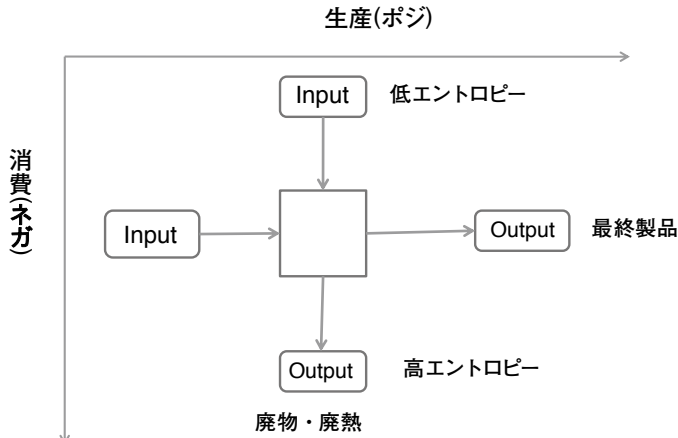 生産(ポジ)
Input
低エントロピー
消費(ネガ)
Input
Output
最終製品
Output
高エントロピー
廃物・廃熱